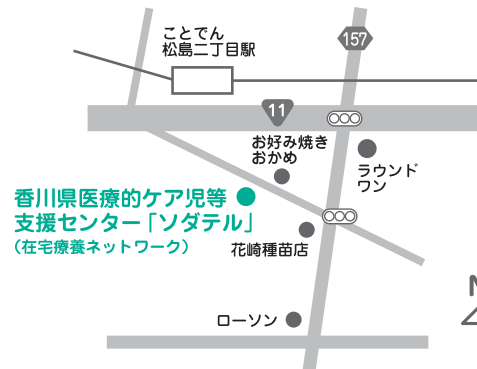 ことでん
松島二丁目駅
157
11
お好み焼き
おかめ
ラウンド
ワン
香川県医療的ケア児等
支援センター「ソダテル」
(在宅療養ネットワーク)
花崎種苗店
ローソン